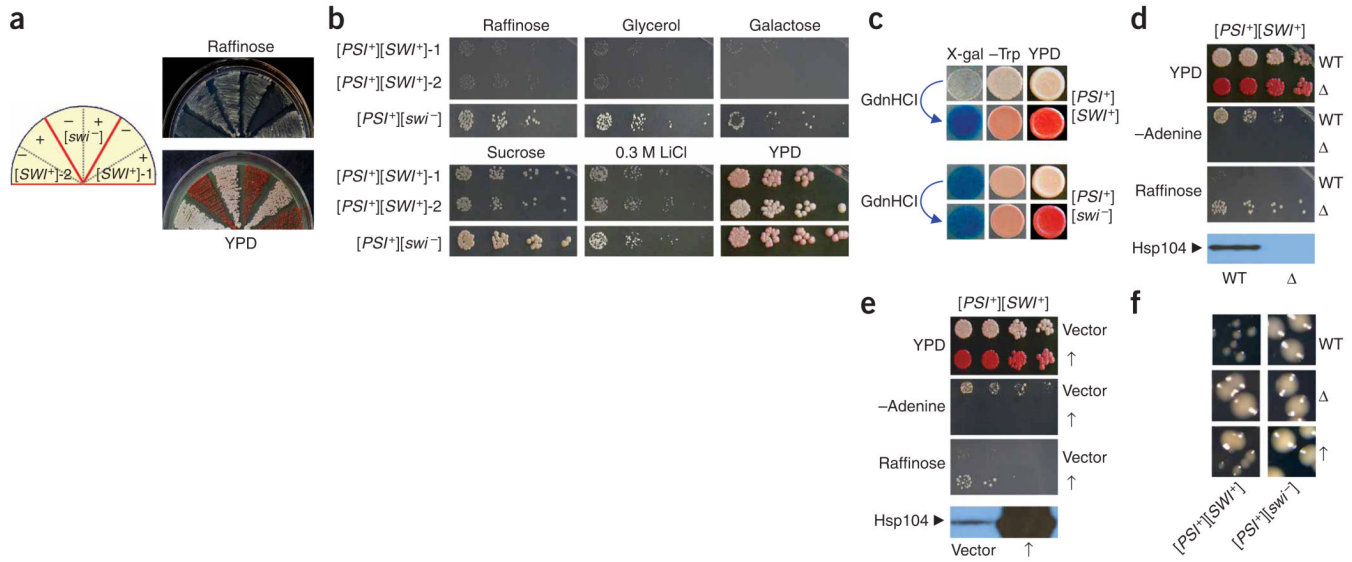 a
Raffinose
− + [swi⁻] + −
− + [SWI⁺]-2 [SWI⁺]-1 +
YPD
b
Raffinose Glycerol Galactose
[PSI⁺][SWI⁺]-1
[PSI⁺][SWI⁺]-2
[PSI⁺][swi⁻]
Sucrose 0.3 M LiCl YPD
[PSI⁺][SWI⁺]-1
[PSI⁺][SWI⁺]-2
[PSI⁺][swi⁻]
c
X-gal –Trp YPD
GdnHCl
[PSI⁺]
[SWI⁺]
GdnHCl
[PSI⁺]
[swi⁻]
d
[PSI⁺][SWI⁺]
YPD WT
Δ
–Adenine WT
Δ
Raffinose WT
Δ
Hsp104 ►
WT Δ
e
[PSI⁺][SWI⁺]
YPD Vector
↑
–Adenine Vector
↑
Raffinose Vector
↑
Hsp104 ►
Vector ↑
f
WT
Δ
↑
[PSI⁺][SWI⁺]
[PSI⁺][swi⁻]